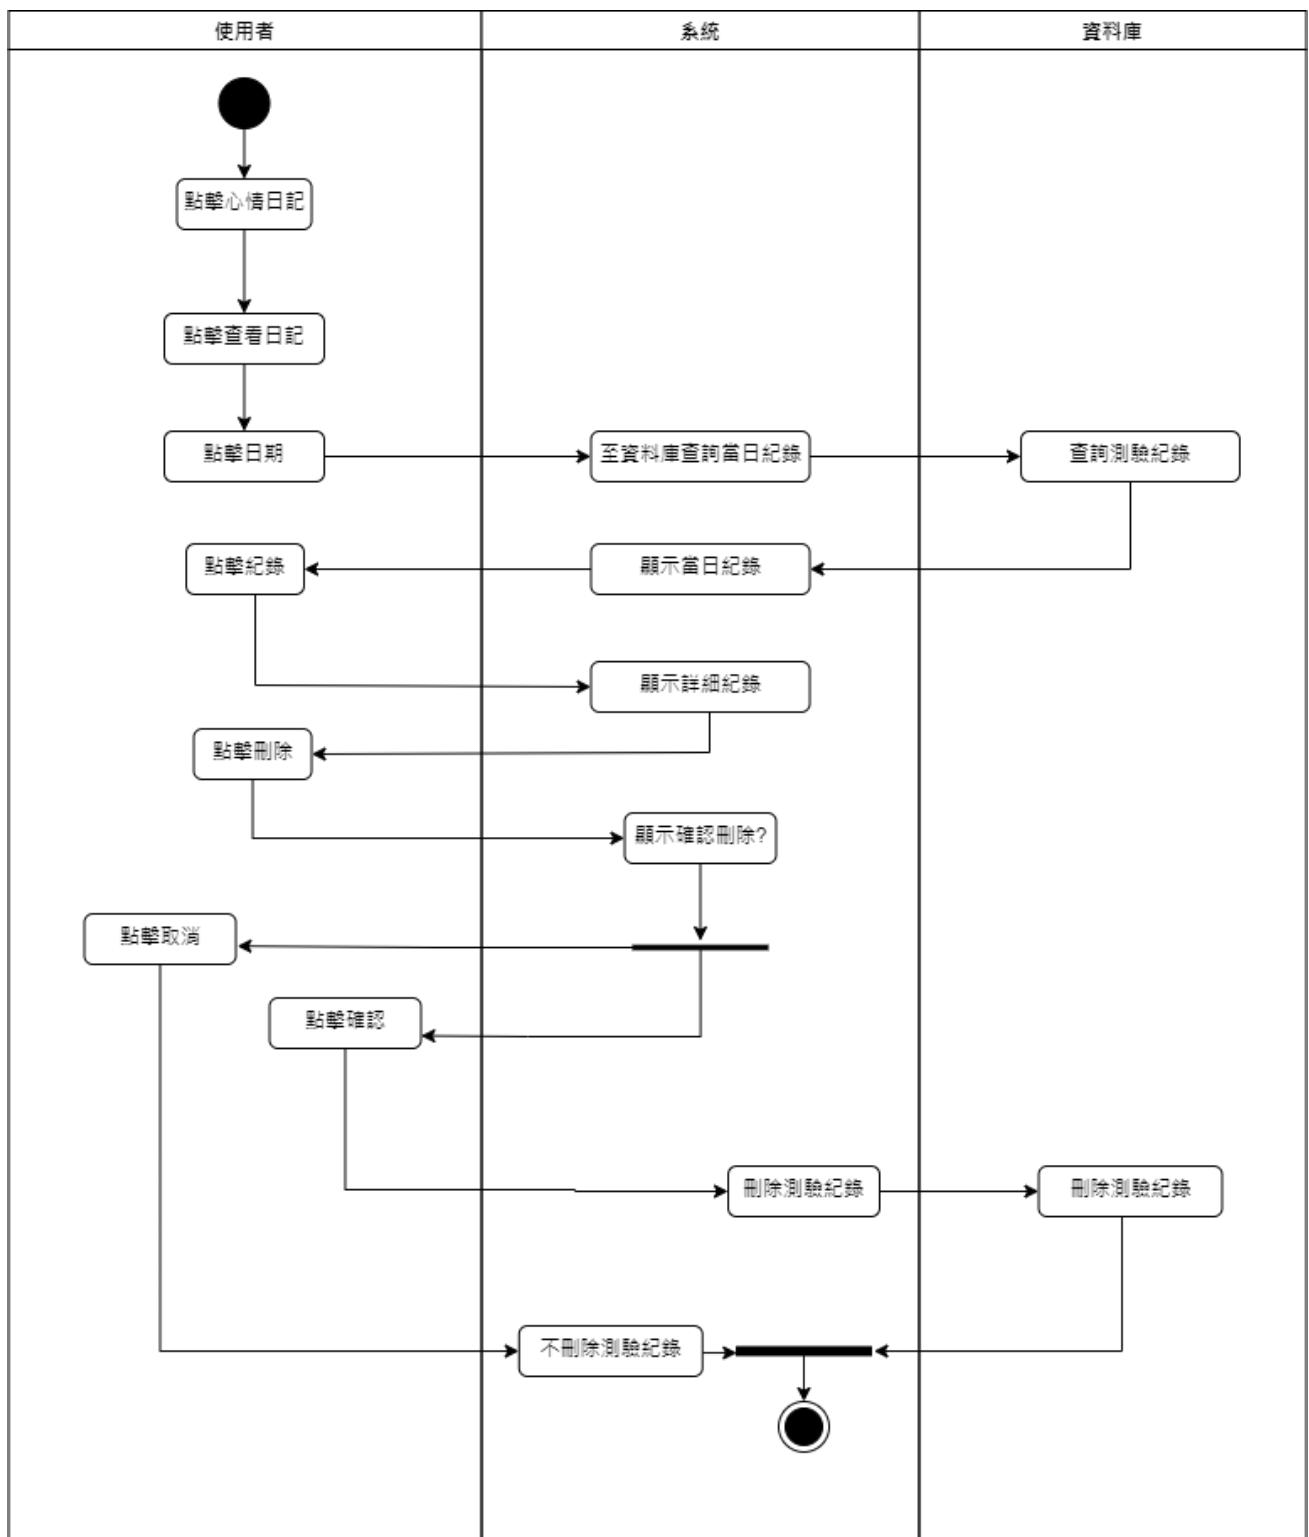 使用者
系統
資料庫
點擊心情日記
點擊查看日記
點擊日期
至資料庫查詢當日紀錄
查詢測驗紀錄
點擊紀錄
顯示當日紀錄
顯示詳細紀錄
點擊刪除
顯示確認刪除?
點擊取消
點擊確認
刪除測驗紀錄
刪除測驗紀錄
不刪除測驗紀錄